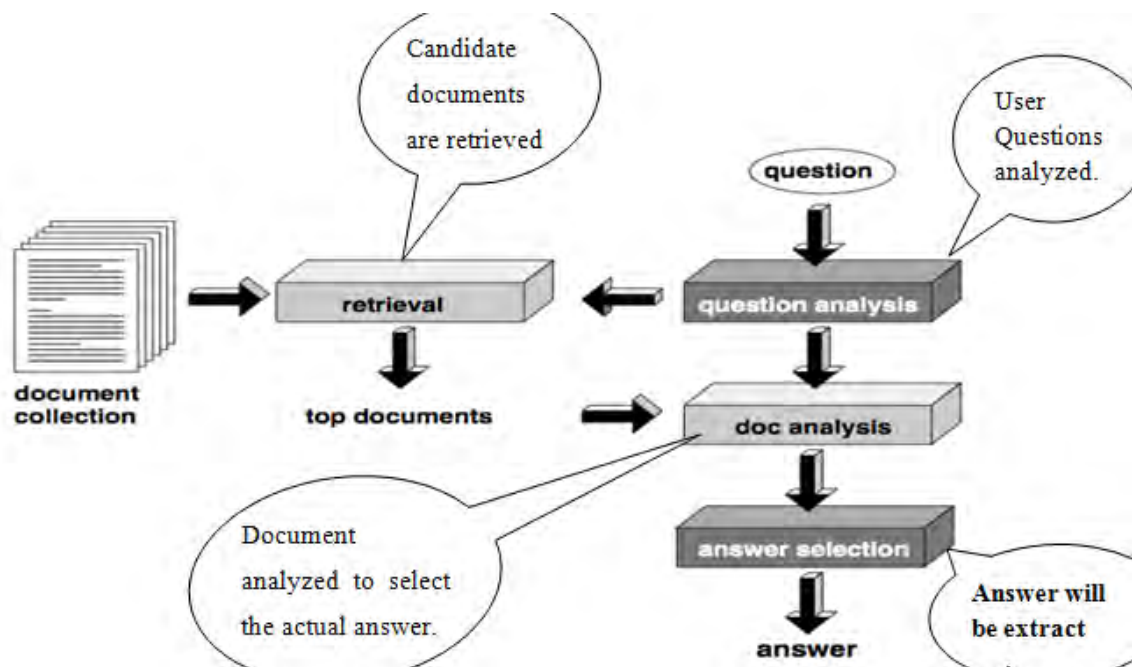 Candidate
documents
are retrieved
User
Questions
analyzed.
question
retrieval
question analysis
document
collection
top documents
doc analysis
Document
analyzed to select
the actual answer.
answer selection
Answer will
be extract
answer